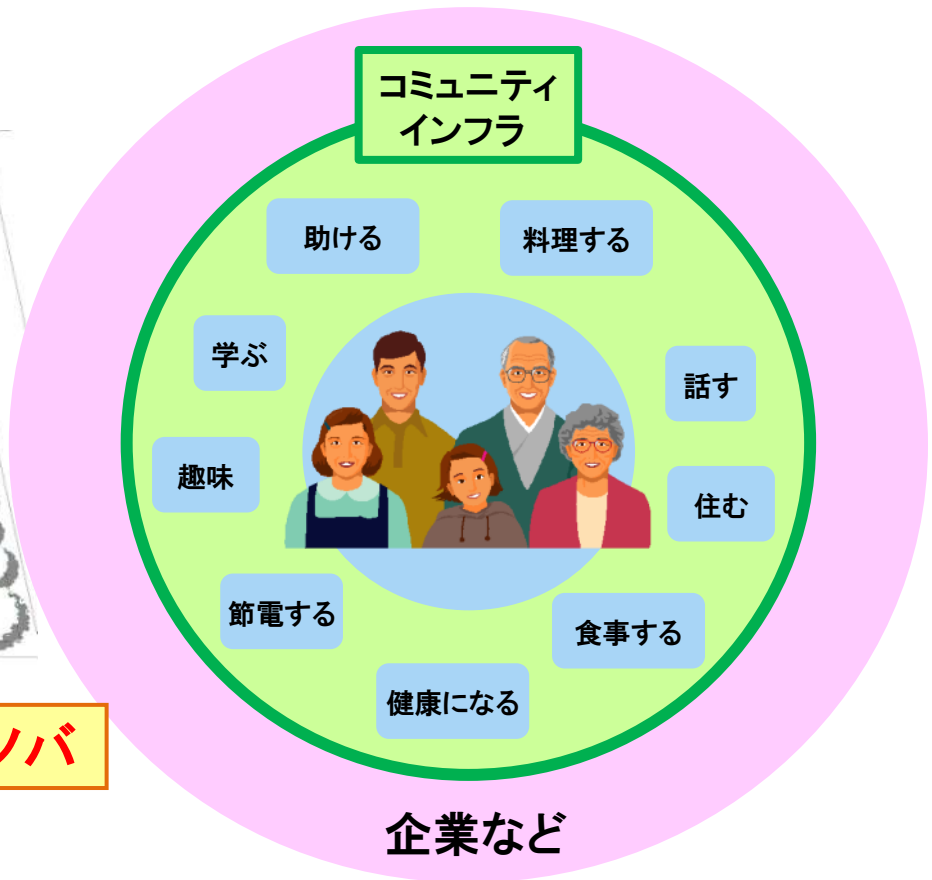 コミュニティ
インフラ
助ける
料理する
学ぶ
話す
趣味
住む
節電する
食事する
健康になる
ソバ
企業など